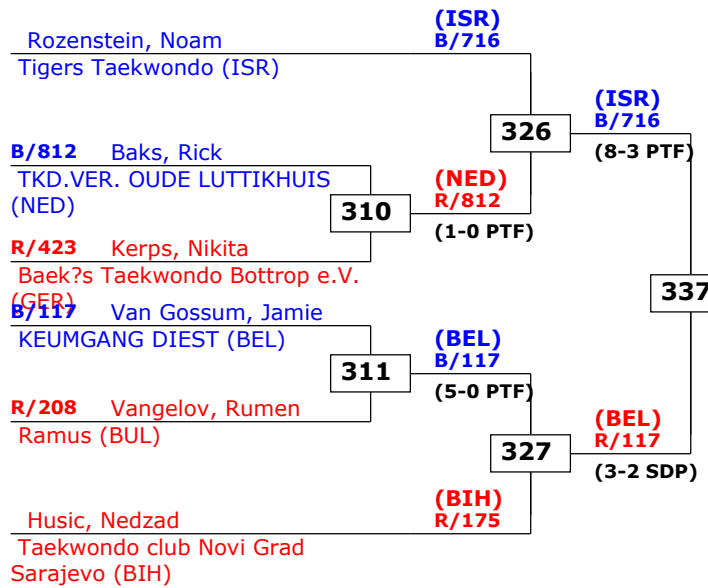 Rozenstein, Noam
Tigers Taekwondo (ISR)
(ISR)
B/716
326
(ISR)
B/716
(8-3 PTF)
B/812 Baks, Rick
TKD.VER. OUDE LUTTIKHUIS
(NED)
310
(NED)
R/812
(1-0 PTF)
R/423 Kerps, Nikita
Baek?s Taekwondo Bottrop e.V.
(GER)
337
B/117 Van Gossum, Jamie
KEUMGANG DIEST (BEL)
311
(BEL)
B/117
(5-0 PTF)
R/208 Vangelov, Rumen
Ramus (BUL)
327
(BEL)
R/117
(3-2 SDP)
(BIH)
R/175
Husic, Nedzad
Taekwondo club Novi Grad
Sarajevo (BIH)